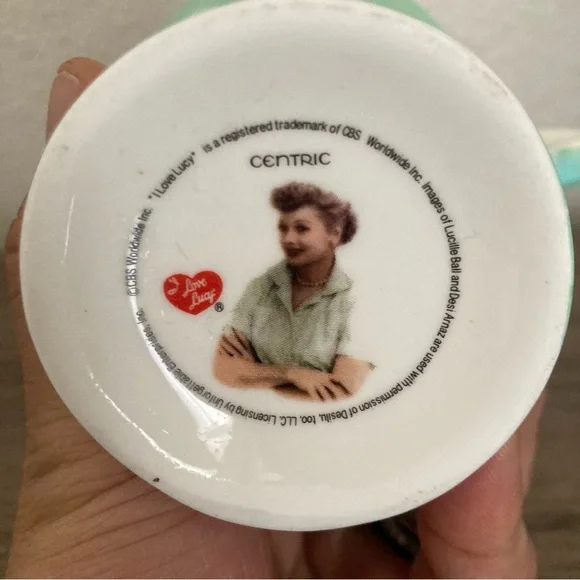 "I Love Lucy" is a registered trademark of CBS Worldwide Inc. Images of Lucille Ball and Desi Arnaz are used with permission of Desilu, too, LLC. Licensing by Unforgettable Enterprises, Inc. ©CBS Worldwide Inc.
CENTRIC
I
Love
Lucy
®